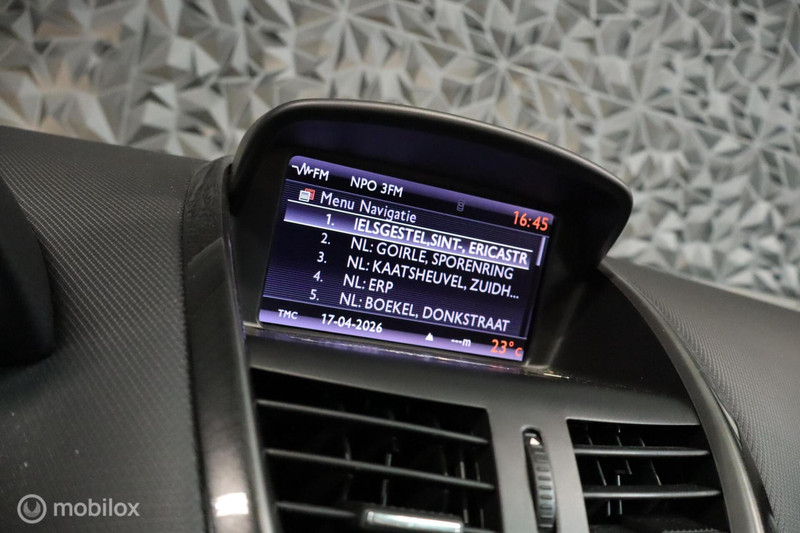 FM NPO 3FM 16:45
Menu Navigatie
1. IELSGESTEL,SINT-, ERICASTR
2. NL: GOIRLE, SPORENRING
3. NL: KAATSHEUVEL, ZUIDH...
4. NL: ERP
5. NL: BOEKEL, DONKSTRAAT
TMC 17-04-2026 ---m 23°C
mobilox